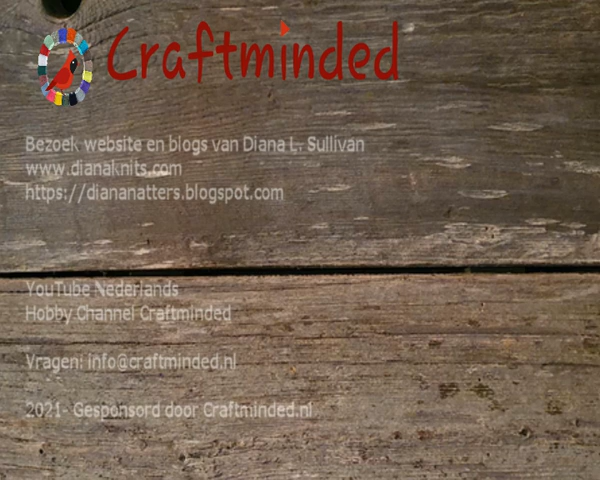 Craftminded
Bezoek website en blogs van Diana L. Sullivan
www.dianaknits.com
https://diananatters.blogspot.com
YouTube Nederlands
Hobby Channel Craftminded
Vragen: info@craftminded.nl
2021- Gesponsord door Craftminded.nl